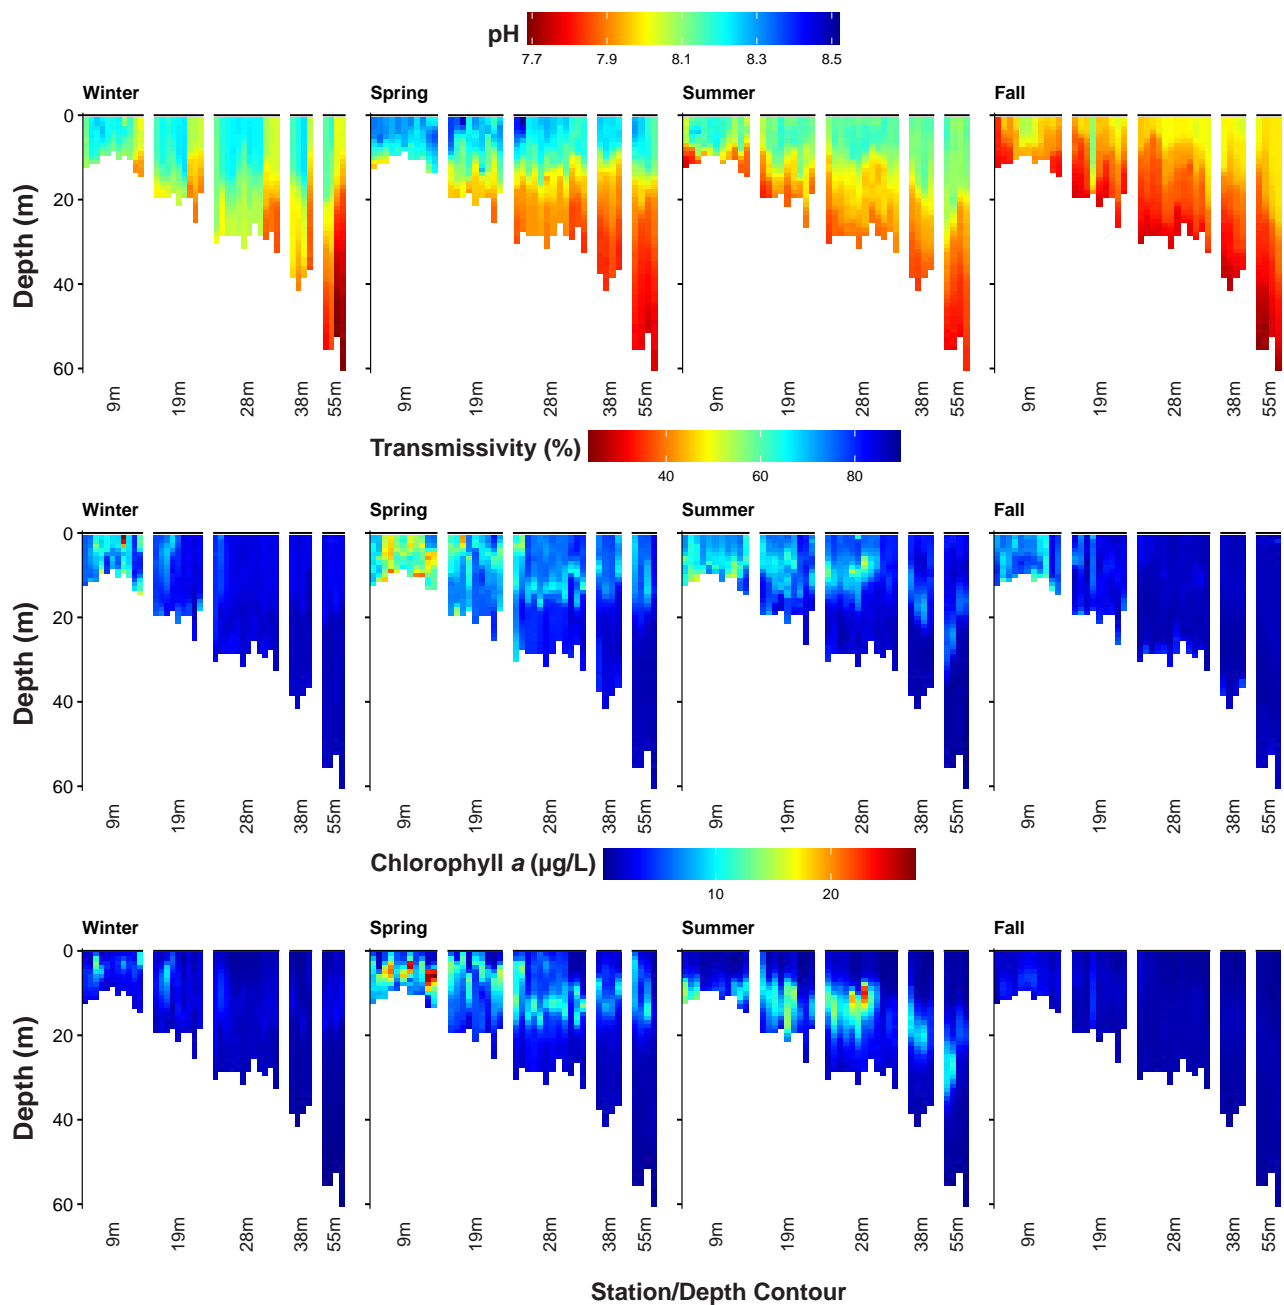 pH
7.7 7.9 8.1 8.3 8.5
Winter Spring Summer Fall
Depth (m)
0
20
40
60
9m 19m 28m 38m 55m 9m 19m 28m 38m 55m 9m 19m 28m 38m 55m 9m 19m 28m 38m 55m
Transmissivity (%)
40 60 80
Winter Spring Summer Fall
Depth (m)
0
20
40
60
9m 19m 28m 38m 55m 9m 19m 28m 38m 55m 9m 19m 28m 38m 55m 9m 19m 28m 38m 55m
Chlorophyll a (µg/L)
10 20
Winter Spring Summer Fall
Depth (m)
0
20
40
60
9m 19m 28m 38m 55m 9m 19m 28m 38m 55m 9m 19m 28m 38m 55m 9m 19m 28m 38m 55m
Station/Depth Contour